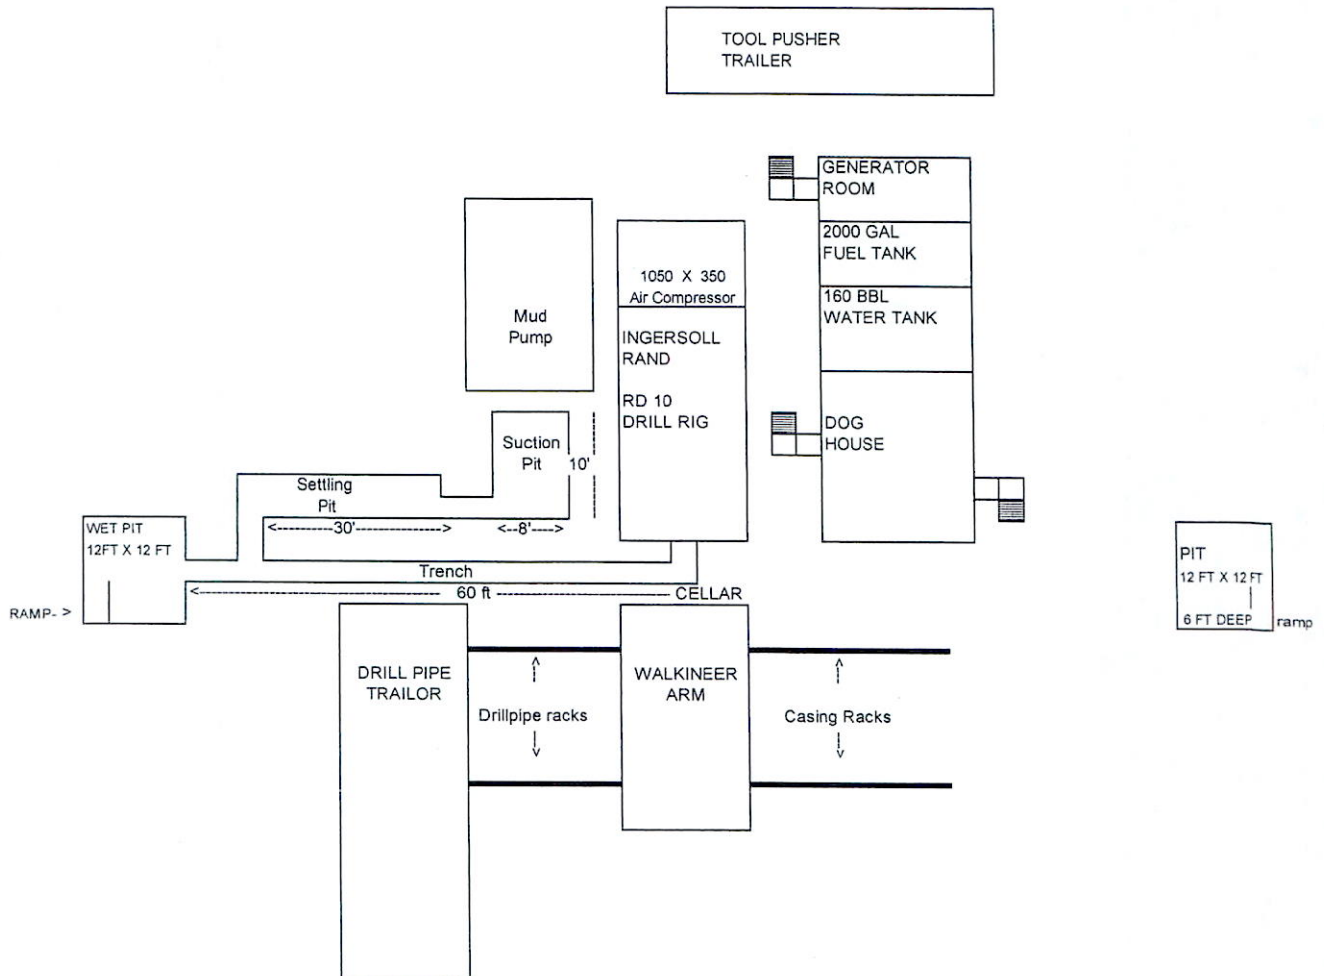 TOOL PUSHER
TRAILER
GENERATOR
ROOM
2000 GAL
FUEL TANK
160 BBL
WATER TANK
DOG
HOUSE
1050 X 350
Air Compressor
INGERSOLL
RAND
RD 10
DRILL RIG
Mud
Pump
Suction
Pit
10'
Settling
Pit
<--------30'---------------->
<--8'---->
WET PIT
12FT X 12 FT
RAMP- >
Trench
<---------------------------- 60 ft -------------------- CELLAR
PIT
12 FT X 12 FT
6 FT DEEP
ramp
DRILL PIPE
TRAILOR
Drillpipe racks
WALKINEER
ARM
Casing Racks